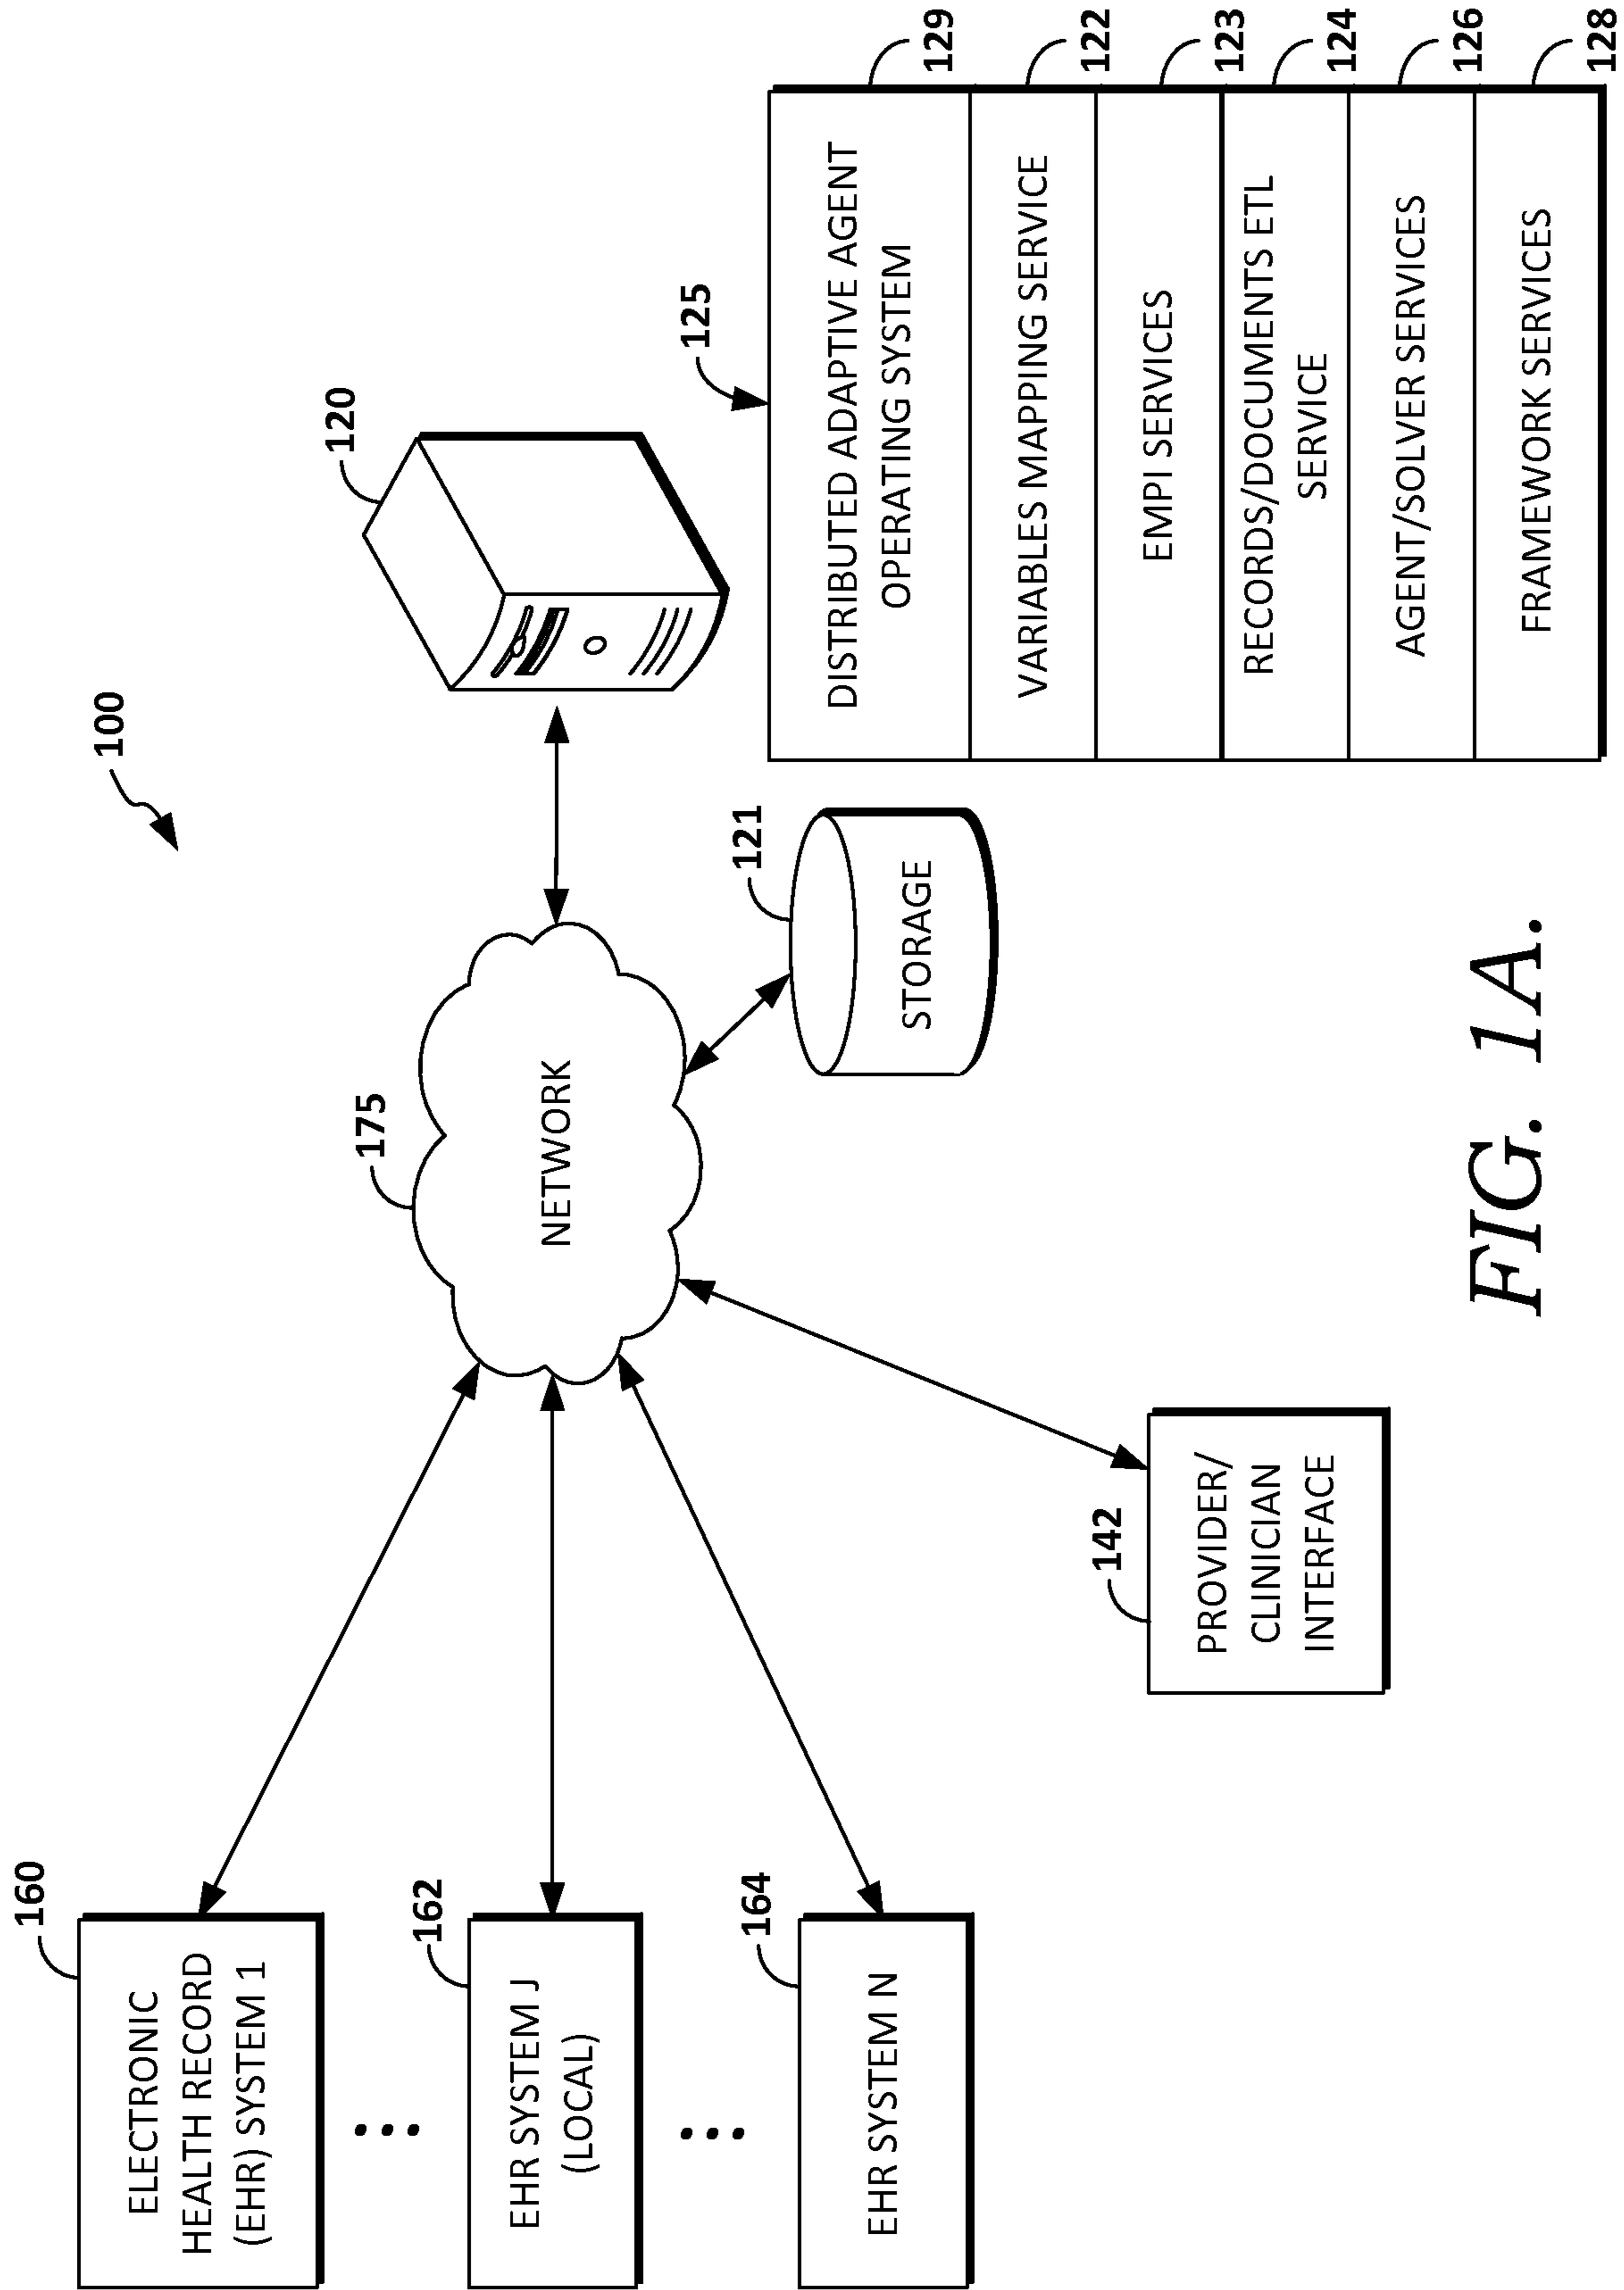 100
160
ELECTRONIC
HEALTH RECORD
(EHR) SYSTEM 1
162
EHR SYSTEM J
(LOCAL)
164
EHR SYSTEM N
175
NETWORK
120
121
STORAGE
142
PROVIDER/
CLINICIAN
INTERFACE
125
DISTRIBUTED ADAPTIVE AGENT
OPERATING SYSTEM
129
VARIABLES MAPPING SERVICE
122
EMPI SERVICES
123
RECORDS/DOCUMENTS ETL
SERVICE
124
AGENT/SOLVER SERVICES
126
FRAMEWORK SERVICES
128
FIG. 1A.